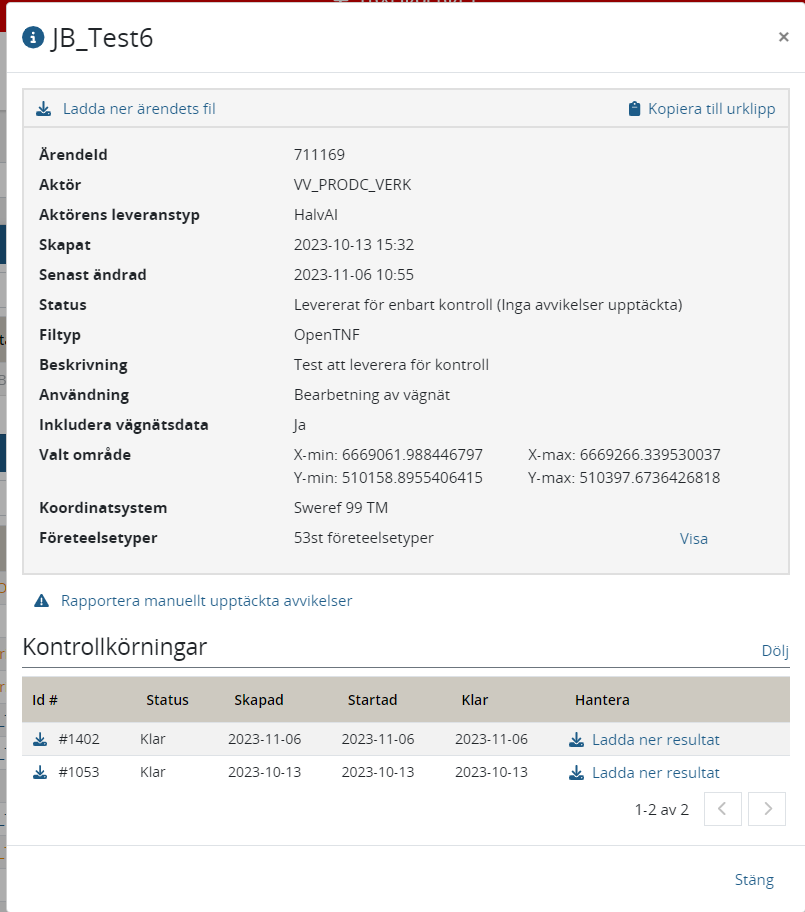 JB_Test6
×
Ladda ner ärendets fil Kopiera till urklipp
ÄrendeId 711169
Aktör VV_PRODC_VERK
Aktörens leveranstyp HalvAI
Skapat 2023-10-13 15:32
Senast ändrad 2023-11-06 10:55
Status Levererat för enbart kontroll (Inga avvikelser upptäckta)
Filtyp OpenTNF
Beskrivning Test att leverera för kontroll
Användning Bearbetning av vägnät
Inkludera vägnätsdata Ja
Valt område X-min: 6669061.988446797 X-max: 6669266.339530037
Y-min: 510158.8955406415 Y-max: 510397.6736426818
Koordinatsystem Sweref 99 TM
Företeelsetyper 53st företeelsetyper Visa
Rapportera manuellt upptäckta avvikelser
Kontrollkörningar Dölj
Id # Status Skapad Startad Klar Hantera
#1402 Klar 2023-11-06 2023-11-06 2023-11-06 Ladda ner resultat
#1053 Klar 2023-10-13 2023-10-13 2023-10-13 Ladda ner resultat
1-2 av 2
Stäng